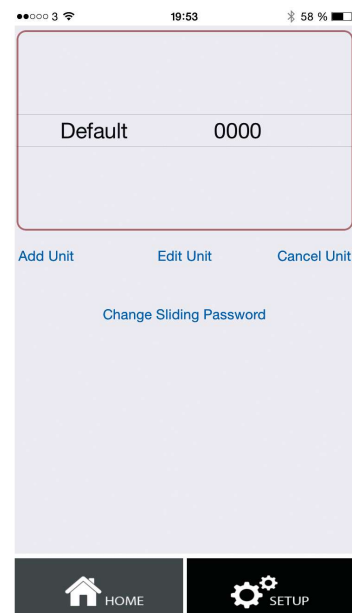 3 19:53 58 %
Default 0000
Add Unit Edit Unit Cancel Unit
Change Sliding Password
HOME SETUP